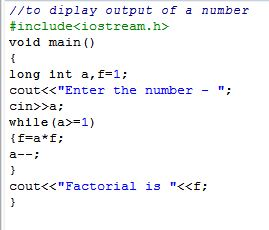 //to diplay output of a number
#include<iostream.h>
void main()
{
long int a,f=1;
cout<<"Enter the number - ";
cin>>a;
while(a>=1)
{f=a*f;
a--;
}
cout<<"Factorial is "<<f;
}